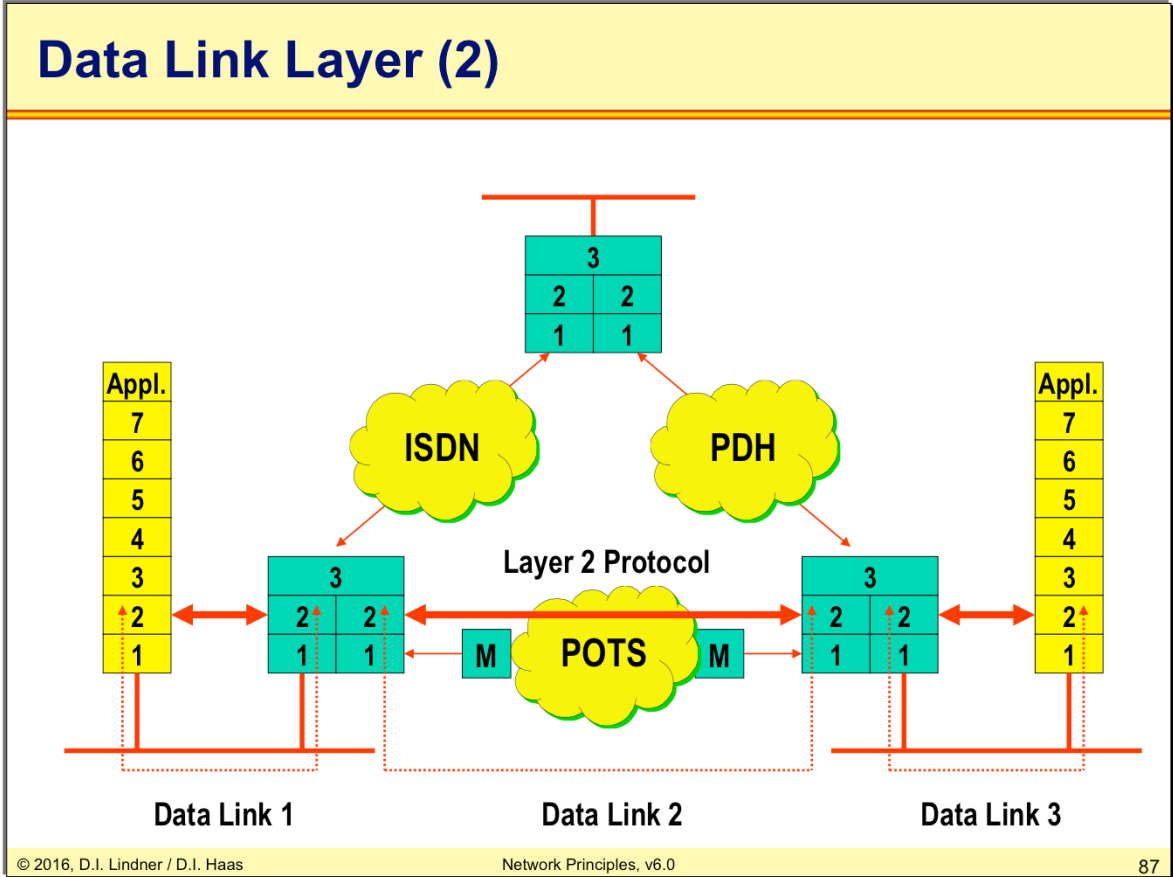 Data Link Layer (2)
3
2 2
1 1
Appl.
7
6
5
4
3
2
1
ISDN
PDH
Appl.
7
6
5
4
3
2
1
Layer 2 Protocol
3
2 2
1 1
M
POTS
M
3
2 2
1 1
Data Link 1
Data Link 2
Data Link 3
© 2016, D.I. Lindner / D.I. Haas
Network Principles, v6.0
87